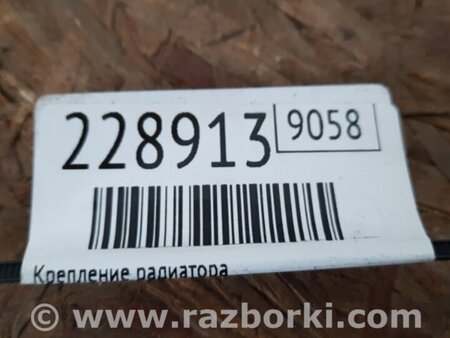 228913 9058
Крепление радиатора
www.razborki.com